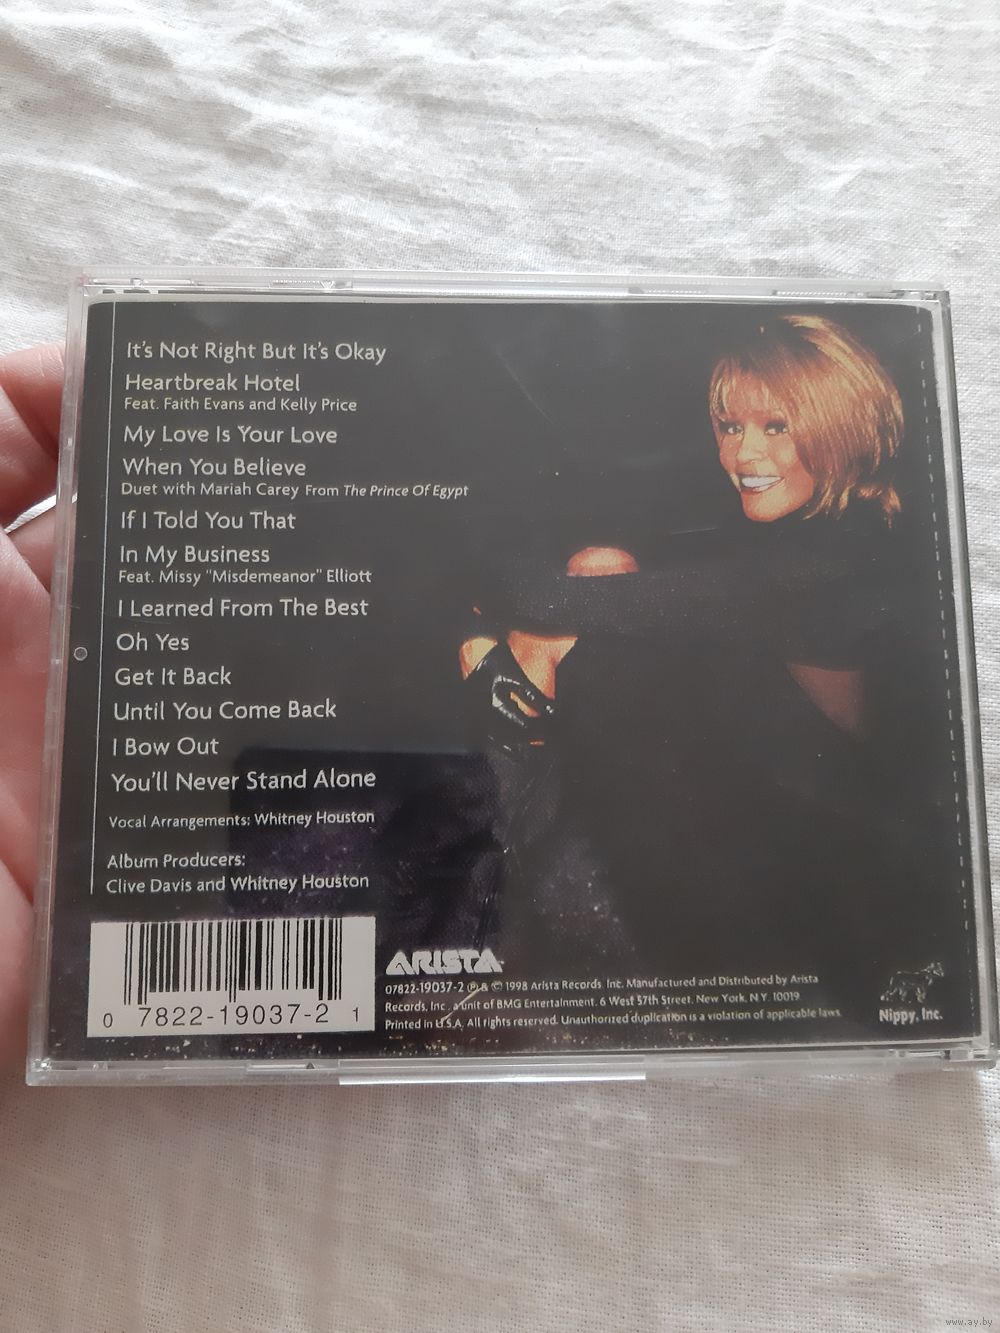 It's Not Right But It's Okay
Heartbreak Hotel
Feat. Faith Evans and Kelly Price
My Love Is Your Love
When You Believe
Duet with Mariah Carey From The Prince Of Egypt
If I Told You That
In My Business
Feat. Missy "Misdemeanor" Elliott
I Learned From The Best
Oh Yes
Get It Back
Until You Come Back
I Bow Out
You'll Never Stand Alone
Vocal Arrangements: Whitney Houston
Album Producers:
Clive Davis and Whitney Houston
0 7822-19037-2 1
ARISTA
07822-19037-2 ℗ & © 1998 Arista Records, Inc. Manufactured and Distributed by Arista
Records, Inc., a unit of BMG Entertainment, 6 West 57th Street, New York, N.Y. 10019
Printed in U.S.A. All rights reserved. Unauthorized duplication is a violation of applicable laws.
Nippy, Inc.
www.ay.by